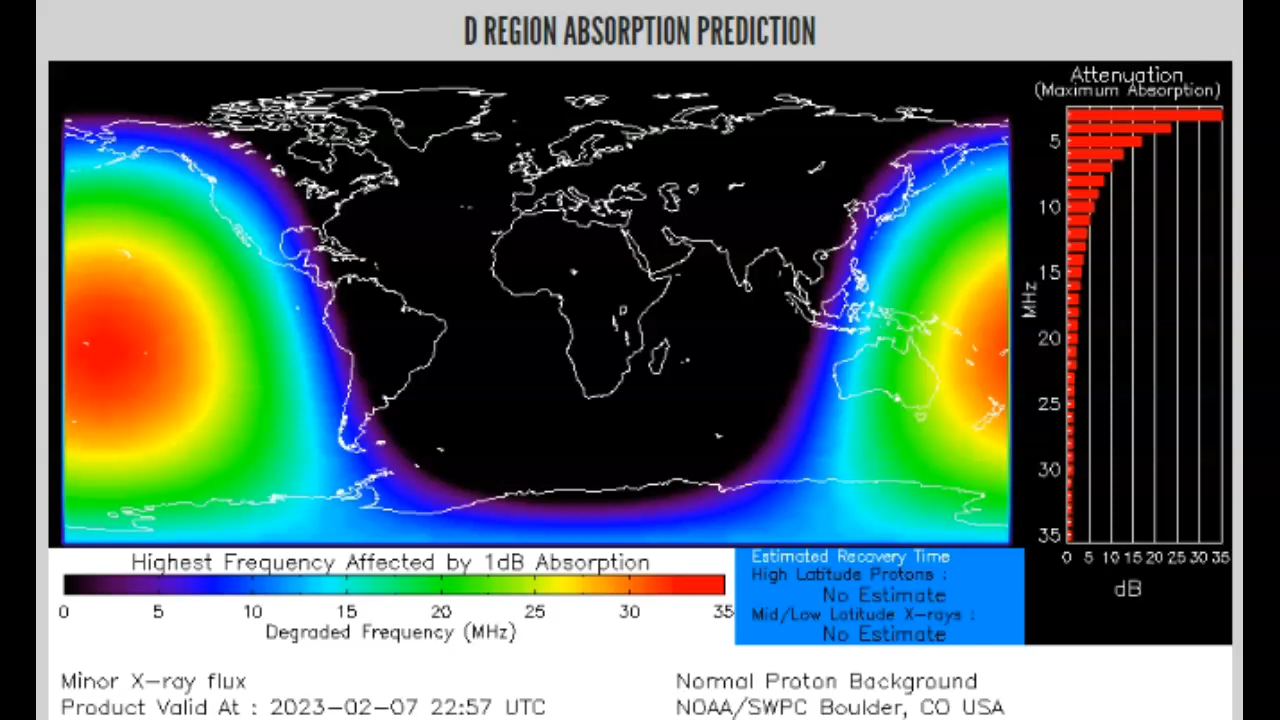 D REGION ABSORPTION PREDICTION
Attenuation
(Maximum Absorption)
5
10
15
20
25
30
35
MHz
0 5 10 15 20 25 30 35
dB
Highest Frequency Affected by 1dB Absorption
0 5 10 15 20 25 30 35
Degraded Frequency (MHz)
Estimated Recovery Time
High Latitude Protons :
No Estimate
Mid/Low Latitude X-rays :
No Estimate
Minor X-ray flux
Product Valid At : 2023-02-07 22:57 UTC
Normal Proton Background
NOAA/SWPC Boulder, CO USA